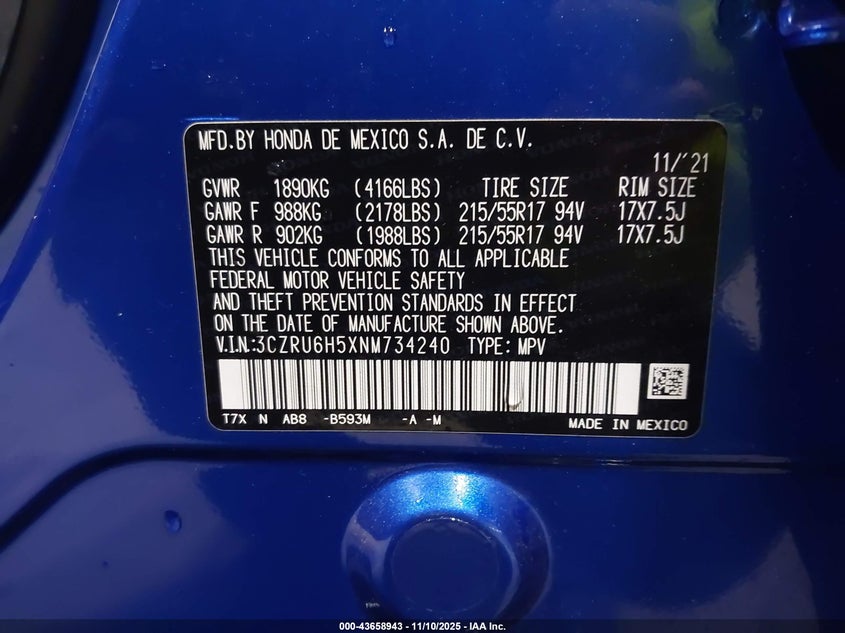 MFD.BY HONDA DE MEXICO S.A. DE C.V.
11/'21
GVWR 1890KG (4166LBS) TIRE SIZE RIM SIZE
GAWR F 988KG (2178LBS) 215/55R17 94V 17X7.5J
GAWR R 902KG (1988LBS) 215/55R17 94V 17X7.5J
THIS VEHICLE CONFORMS TO ALL APPLICABLE
FEDERAL MOTOR VEHICLE SAFETY
AND THEFT PREVENTION STANDARDS IN EFFECT
ON THE DATE OF MANUFACTURE SHOWN ABOVE.
V.I.N.:3CZRU6H5XNM734240 TYPE: MPV
T7X N AB8 -B593M -A -M MADE IN MEXICO
000-43658943 - 11/10/2025 - IAA Inc.